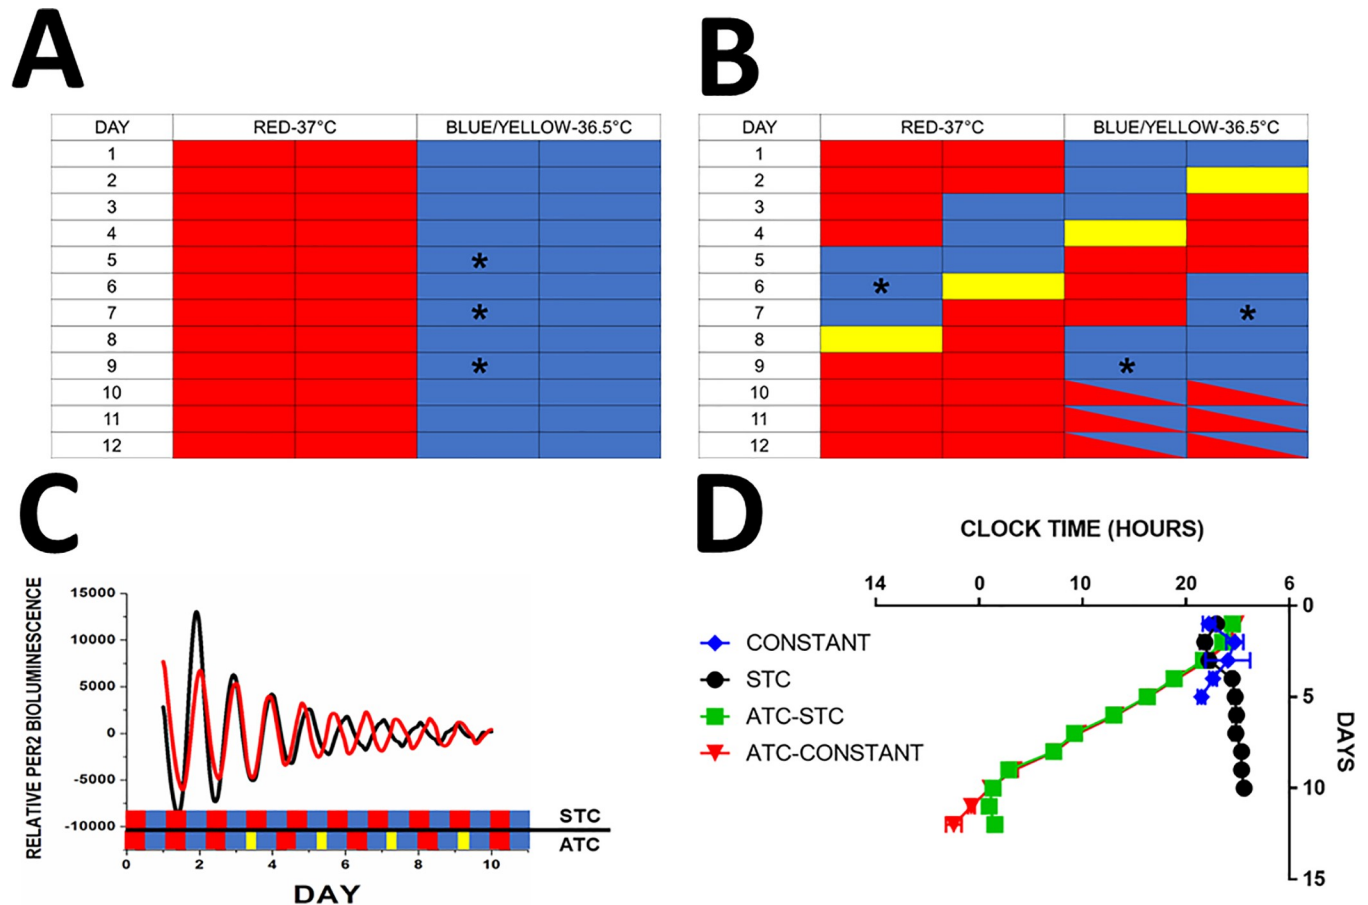 A
DAY RED-37°C BLUE/YELLOW-36.5°C
1
2
3
4
5 *
6
7 *
8
9 *
10
11
12
B
DAY RED-37°C BLUE/YELLOW-36.5°C
1
2
3
4
5
6 *
7 *
8
9 *
10
11
12
C
RELATIVE PER2 BIOLUMINESCENCE
15000
10000
5000
0
-5000
-10000
STC
ATC
0 2 4 6 8 10
DAY
D
CLOCK TIME (HOURS)
14 0 10 20 6
0
5
10
15
DAYS
CONSTANT
STC
ATC-STC
ATC-CONSTANT